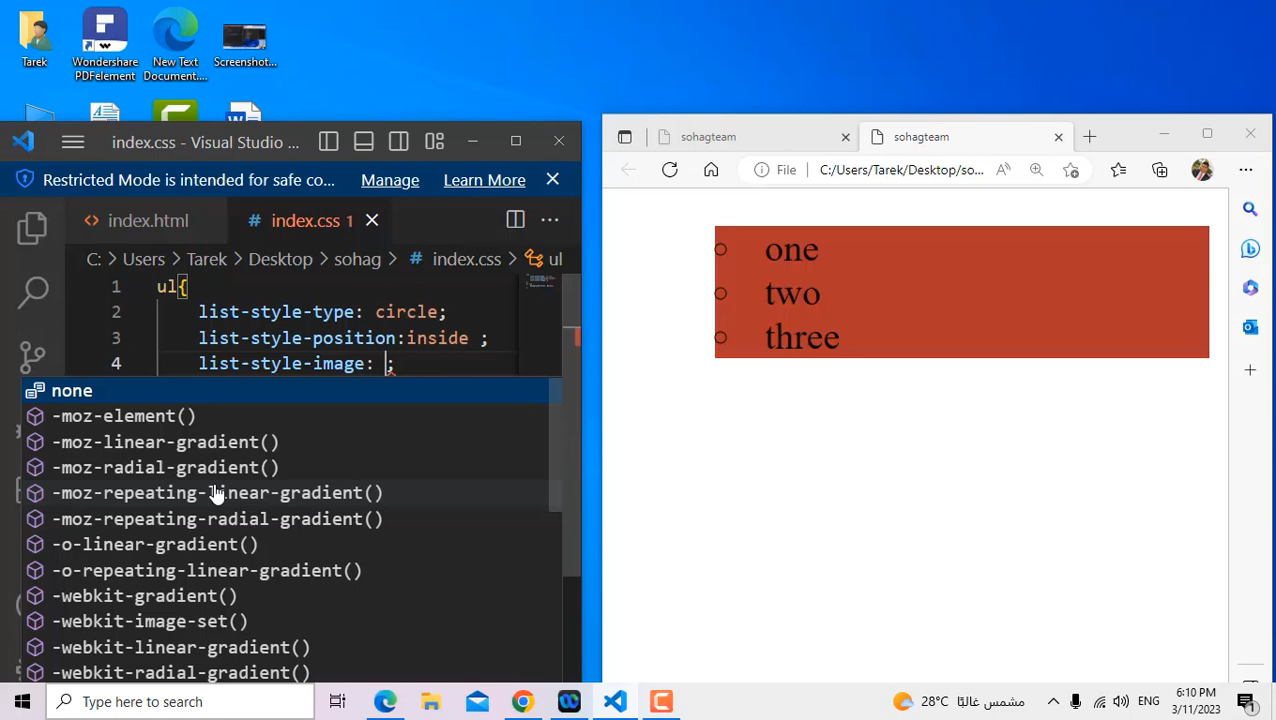 Tarek
Wondershare
PDFelement
New Text
Document....
Screenshot...
index.css - Visual Studio ...
Restricted Mode is intended for safe co...
Manage
Learn More
index.html
index.css 1
C: > Users > Tarek > Desktop > sohag > # index.css > ul
1 ul{
2 list-style-type: circle;
3 list-style-position:inside ;
4 list-style-image: ;
none
-moz-element()
-moz-linear-gradient()
-moz-radial-gradient()
-moz-repeating-linear-gradient()
-moz-repeating-radial-gradient()
-o-linear-gradient()
-o-repeating-linear-gradient()
-webkit-gradient()
-webkit-image-set()
-webkit-linear-gradient()
-webkit-radial-gradient()
sohagteam
sohagteam
File
C:/Users/Tarek/Desktop/so...
one
two
three
Type here to search
28°C
مشمس غالبًا
ENG
6:10 PM
3/11/2023
1